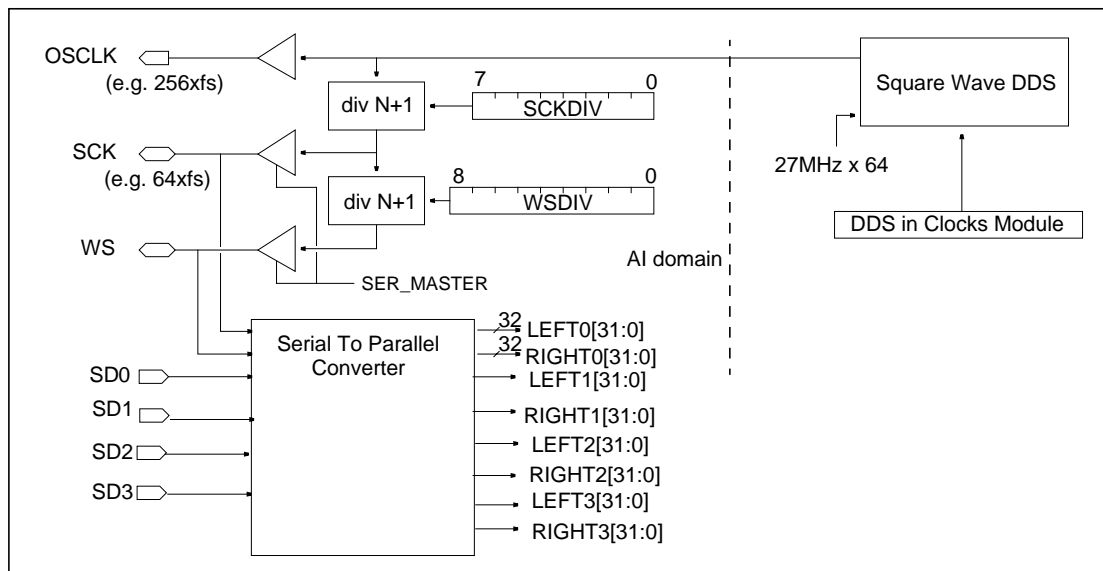 OSCLK
(e.g. 256xfs)
7 0
div N+1
SCKDIV
Square Wave DDS
27MHz x 64
SCK
(e.g. 64xfs)
8 0
div N+1
WSDIV
DDS in Clocks Module
WS
AI domain
SER_MASTER
Serial To Parallel
Converter
32 LEFT0[31:0]
32 RIGHT0[31:0]
SD0
LEFT1[31:0]
SD1
RIGHT1[31:0]
SD2
LEFT2[31:0]
RIGHT2[31:0]
SD3
LEFT3[31:0]
RIGHT3[31:0]